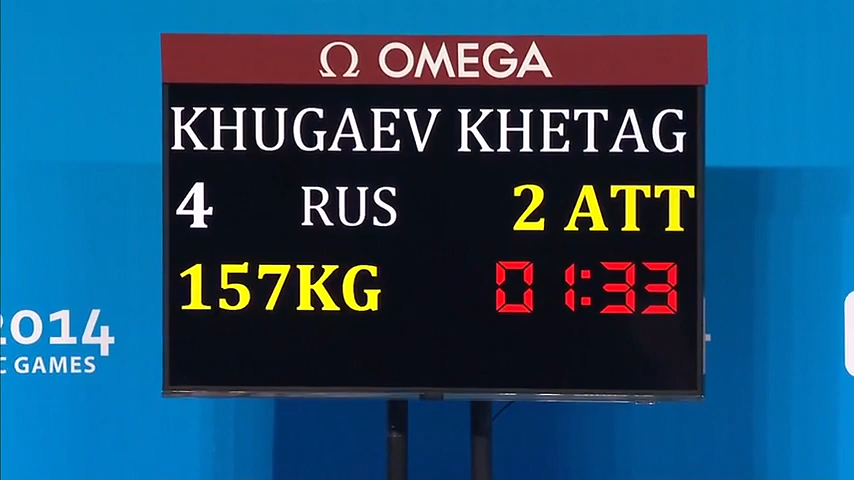 Ω OMEGA
KHUGAEV KHETAG
4 RUS 2 ATT
157KG 01:33
2014
C GAMES